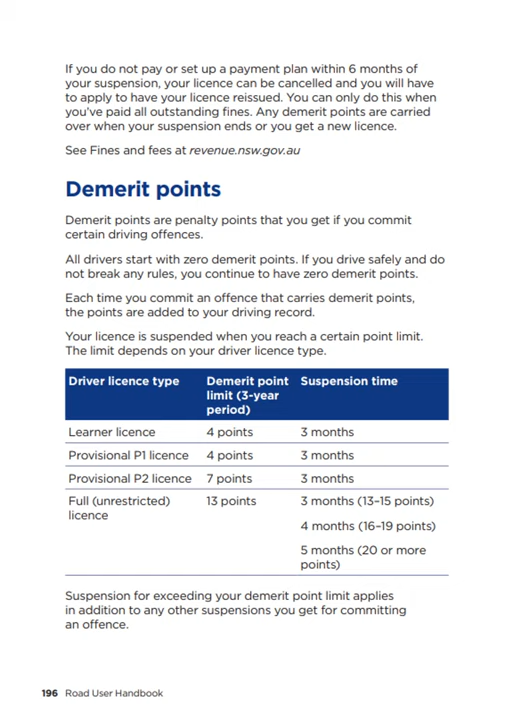 If you do not pay or set up a payment plan within 6 months of
your suspension, your licence can be cancelled and you will have
to apply to have your licence reissued. You can only do this when
you've paid all outstanding fines. Any demerit points are carried
over when your suspension ends or you get a new licence.
See Fines and fees at revenue.nsw.gov.au
Demerit points
Demerit points are penalty points that you get if you commit
certain driving offences.
All drivers start with zero demerit points. If you drive safely and do
not break any rules, you continue to have zero demerit points.
Each time you commit an offence that carries demerit points,
the points are added to your driving record.
Your licence is suspended when you reach a certain point limit.
The limit depends on your driver licence type.
Driver licence type Demerit point Suspension time
limit (3-year
period)
Learner licence 4 points 3 months
Provisional P1 licence 4 points 3 months
Provisional P2 licence 7 points 3 months
Full (unrestricted) 13 points 3 months (13–15 points)
licence
4 months (16–19 points)
5 months (20 or more
points)
Suspension for exceeding your demerit point limit applies
in addition to any other suspensions you get for committing
an offence.
196 Road User Handbook